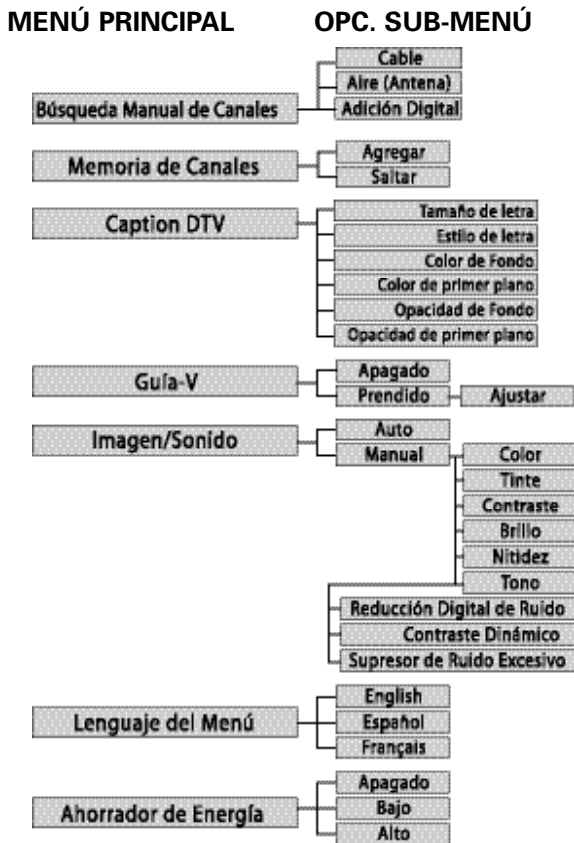 MENÚ PRINCIPAL OPC. SUB-MENÚ
Búsqueda Manual de Canales
Cable
Aire (Antena)
Adición Digital
Memoria de Canales
Agregar
Saltar
Caption DTV
Tamaño de letra
Estilo de letra
Color de Fondo
Color de primer plano
Opacidad de Fondo
Opacidad de primer plano
Guía-V
Apagado
Prendido
Ajustar
Imagen/Sonido
Auto
Manual
Color
Tinte
Contraste
Brillo
Nitidez
Tono
Reducción Digital de Ruido
Contraste Dinámico
Supresor de Ruido Excesivo
Lenguaje del Menú
English
Español
Français
Ahorrador de Energía
Apagado
Bajo
Alto